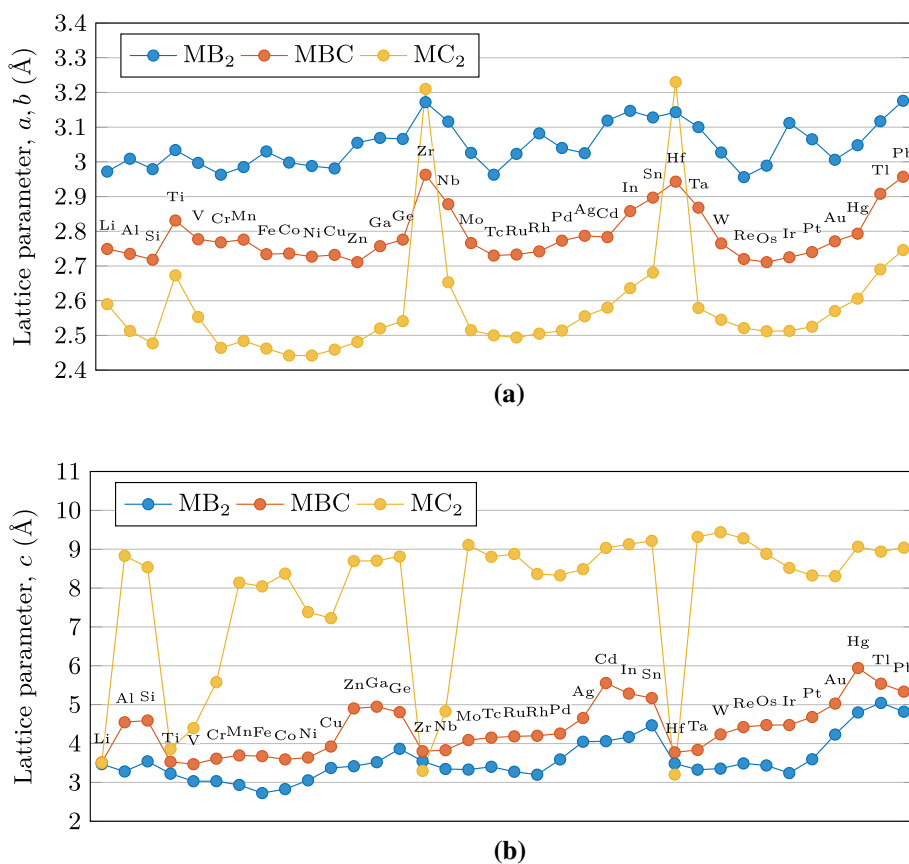 3.4
3.3
3.2
3.1
3
2.9
2.8
2.7
2.6
2.5
2.4
Lattice parameter, a, b (Å)
MB₂ MBC MC₂
Li Al Si Ti V Cr Mn Fe Co Ni Cu Zn Ga Ge Zr Nb Mo Tc Ru Rh Pd Ag Cd In Sn Hf Ta W Re Os Ir Pt Au Hg Tl Pb
(a)
11
10
9
8
7
6
5
4
3
2
Lattice parameter, c (Å)
MB₂ MBC MC₂
Li Al Si Ti V Cr Mn Fe Co Ni Cu Zn Ga Ge Zr Nb Mo Tc Ru Rh Pd Ag Cd In Sn Hf Ta W Re Os Ir Pt Au Hg Tl Pb
(b)